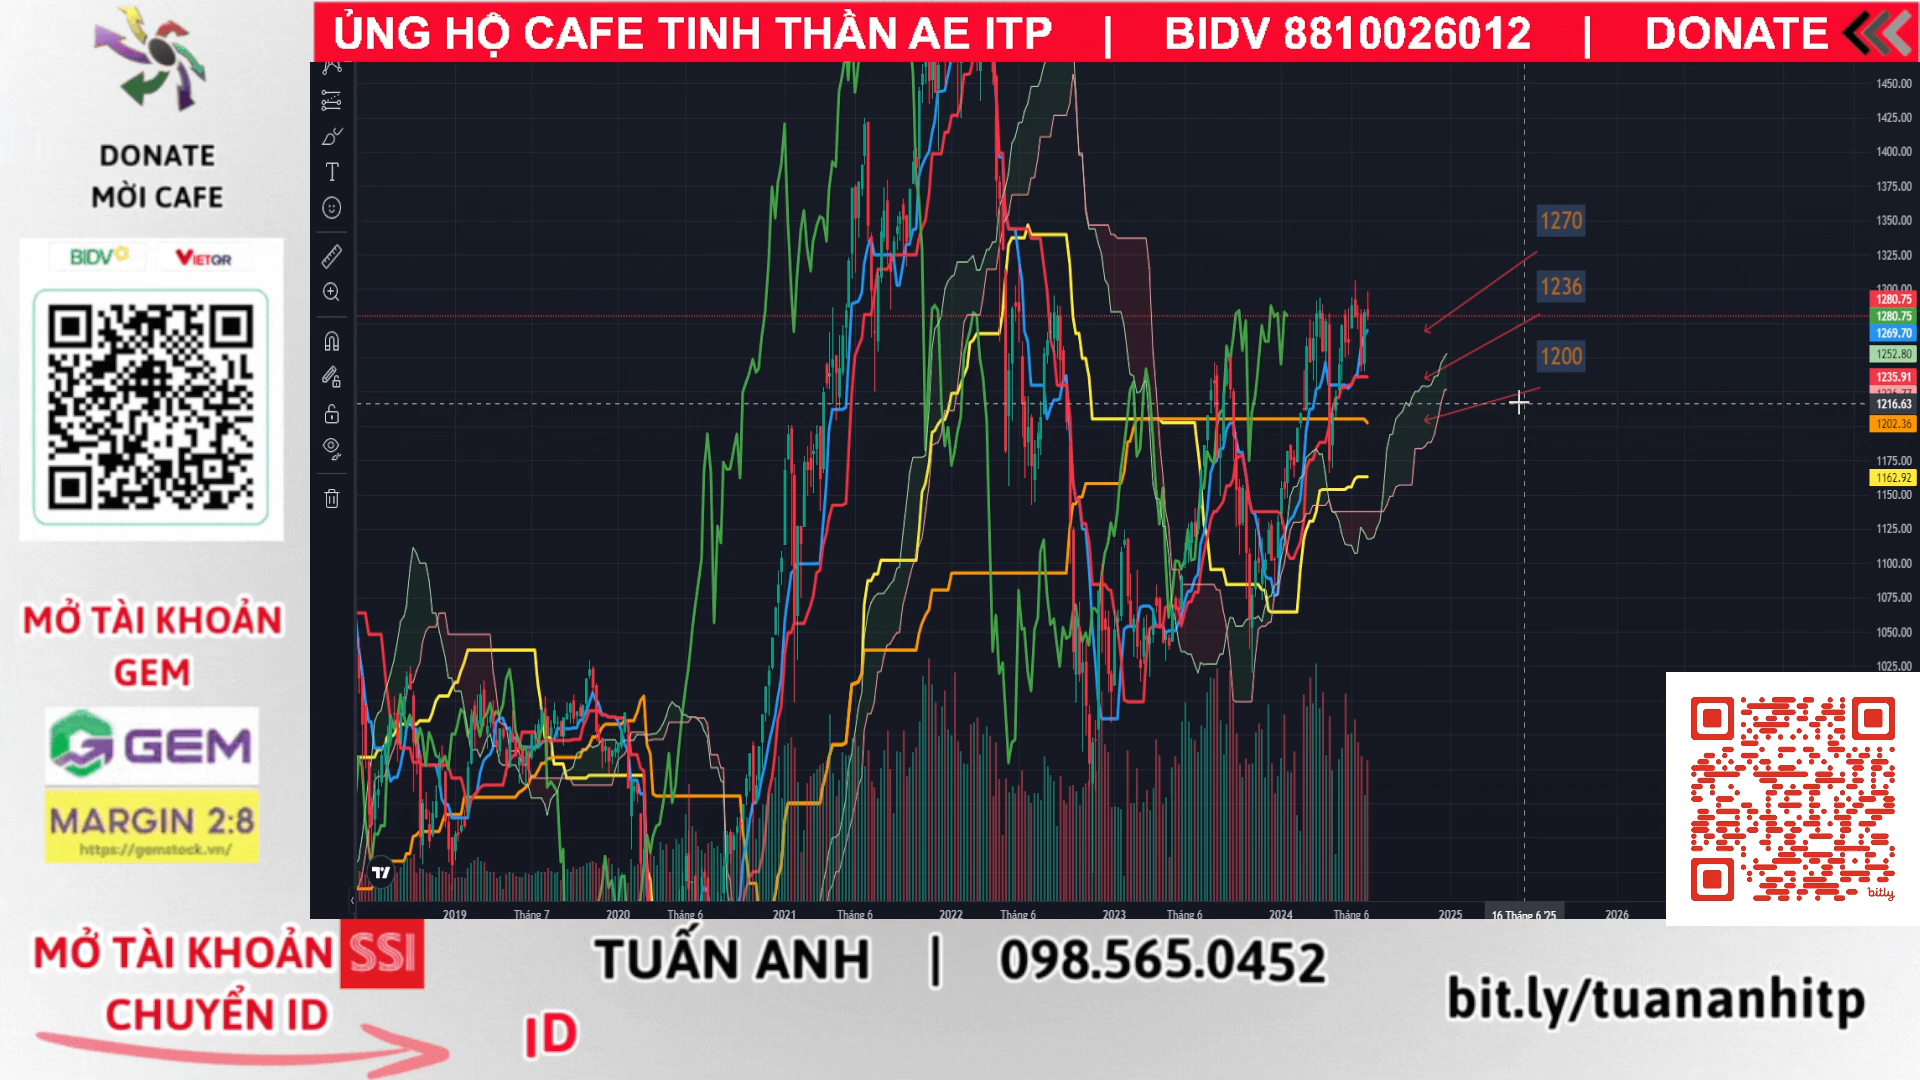 ỦNG HỘ CAFE TINH THẦN AE ITP | BIDV 8810026012 | DONATE
DONATE
MỜI CAFE
BIDV VIETQR
MỞ TÀI KHOẢN
GEM
GEM
MARGIN 2:8
https://gemstock.vn/
MỞ TÀI KHOẢN SSI
CHUYỂN ID
ID
TUẤN ANH | 098.565.0452
bit.ly/tuananhitp
1270
1236
1200
1450.00
1425.00
1400.00
1375.00
1350.00
1325.00
1300.00
1280.75
1280.75
1269.70
1252.80
1235.91
1216.63
1202.36
1175.00
1162.92
1150.00
1125.00
1100.00
1075.00
1050.00
1025.00
2019 Tháng 7 2020 Tháng 6 2021 Tháng 6 2022 Tháng 6 2023 Tháng 6 2024 Tháng 6 2025 16 Tháng 6 '25 2026
bitly